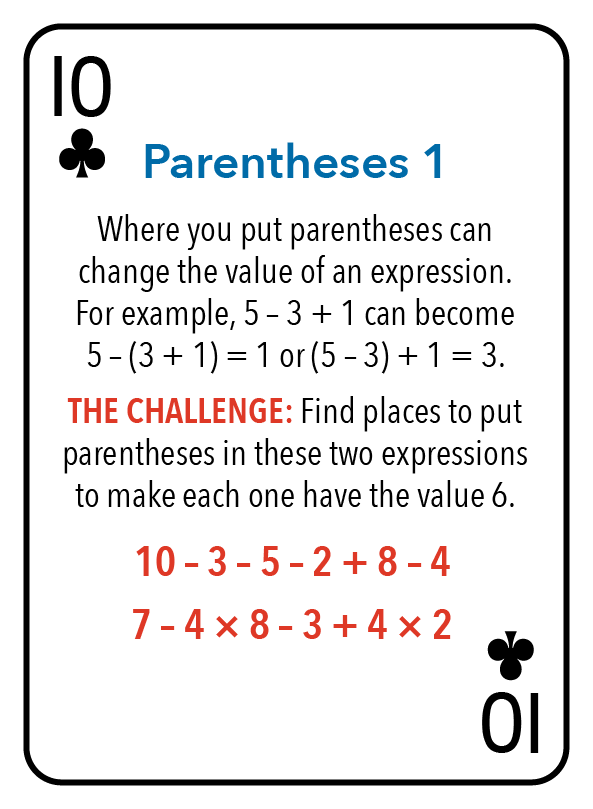 10
Parentheses 1
Where you put parentheses can
change the value of an expression.
For example, 5 – 3 + 1 can become
5 – (3 + 1) = 1 or (5 – 3) + 1 = 3.
THE CHALLENGE: Find places to put
parentheses in these two expressions
to make each one have the value 6.
10 – 3 – 5 – 2 + 8 – 4
7 – 4 × 8 – 3 + 4 × 2
10